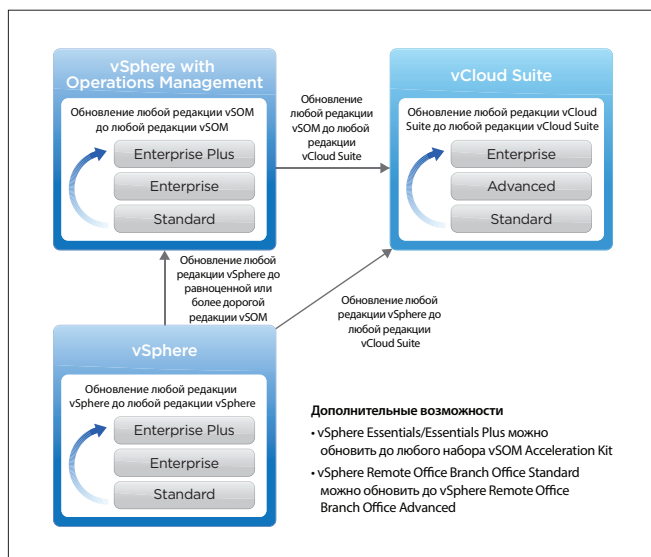 vSphere with
Operations Management
Обновление любой редакции vSOM
до любой редакции vSOM
Enterprise Plus
Enterprise
Standard
Обновление
любой редакции
vSOM до любой
редакции
vCloud Suite
vCloud Suite
Обновление любой редакции vCloud
Suite до любой редакции vCloud Suite
Enterprise
Advanced
Standard
Обновление любой
редакции vSphere до
равноценной или
более дорогой
редакции vSOM
Обновление любой
редакции vSphere до
любой редакции
vCloud Suite
vSphere
Обновление любой редакции
vSphere до любой редакции vSphere
Enterprise Plus
Enterprise
Standard
Дополнительные возможности
• vSphere Essentials/Essentials Plus можно
обновить до любого набора vSOM Acceleration Kit
• vSphere Remote Office Branch Office Standard
можно обновить до vSphere Remote Office
Branch Office Advanced